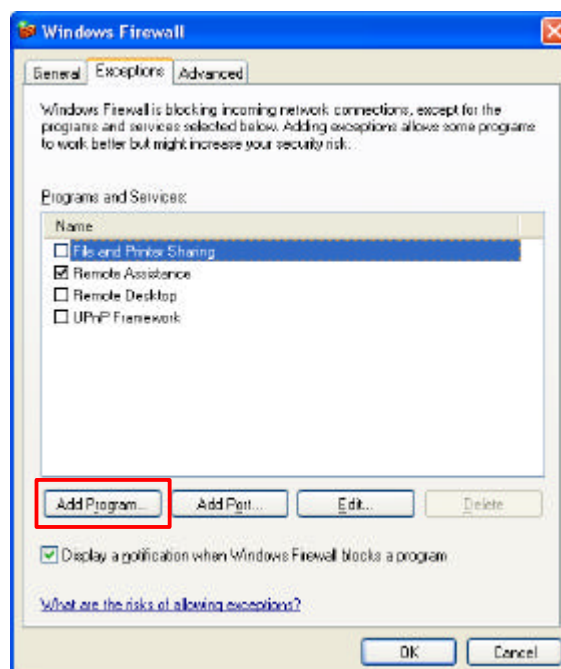 Windows Firewall
General Exceptions Advanced
Windows Firewall is blocking incoming network connections, except for the
programs and services selected below. Adding exceptions allows some programs
to work better but might increase your security risk.
Programs and Services:
Name
File and Printer Sharing
Remote Assistance
Remote Desktop
UPnP Framework
Add Program... Add Port... Edit... Delete
Display a notification when Windows Firewall blocks a program
What are the risks of allowing exceptions?
OK Cancel